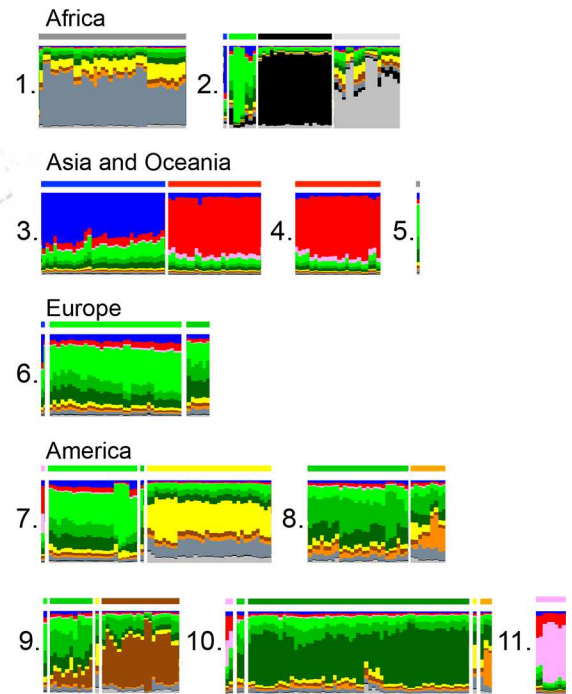 Africa
1. 2.
Asia and Oceania
3. 4. 5.
Europe
6.
America
7. 8.
9. 10. 11.